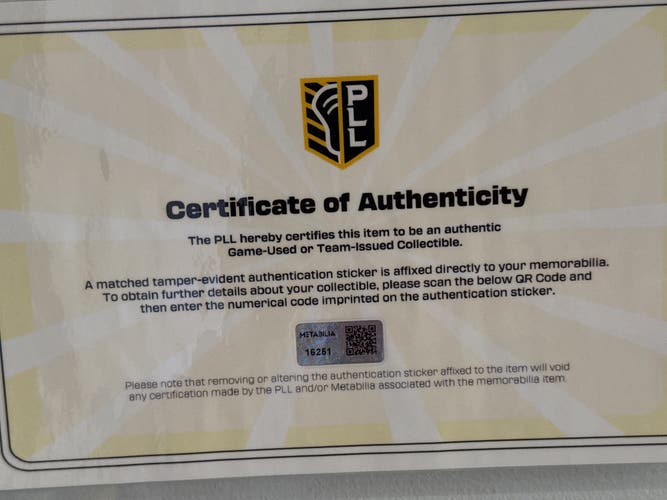 PLL
Certificate of Authenticity
The PLL hereby certifies this item to be an authentic
Game-Used or Team-Issued Collectible.
A matched tamper-evident authentication sticker is affixed directly to your memorabilia.
To obtain further details about your collectible, please scan the below QR Code and
then enter the numerical code imprinted on the authentication sticker.
METABILIA
16251
Please note that removing or altering the authentication sticker affixed to the item will void
any certification made by the PLL and/or Metabilia associated with the memorabilia item.